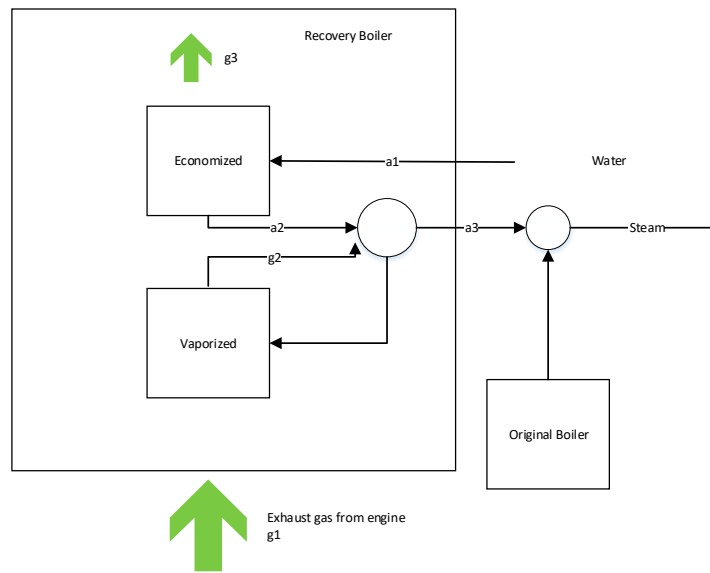 Recovery Boiler
g3
Economized
a1
Water
a2
a3
Steam
g2
Vaporized
Original Boiler
Exhaust gas from engine
g1